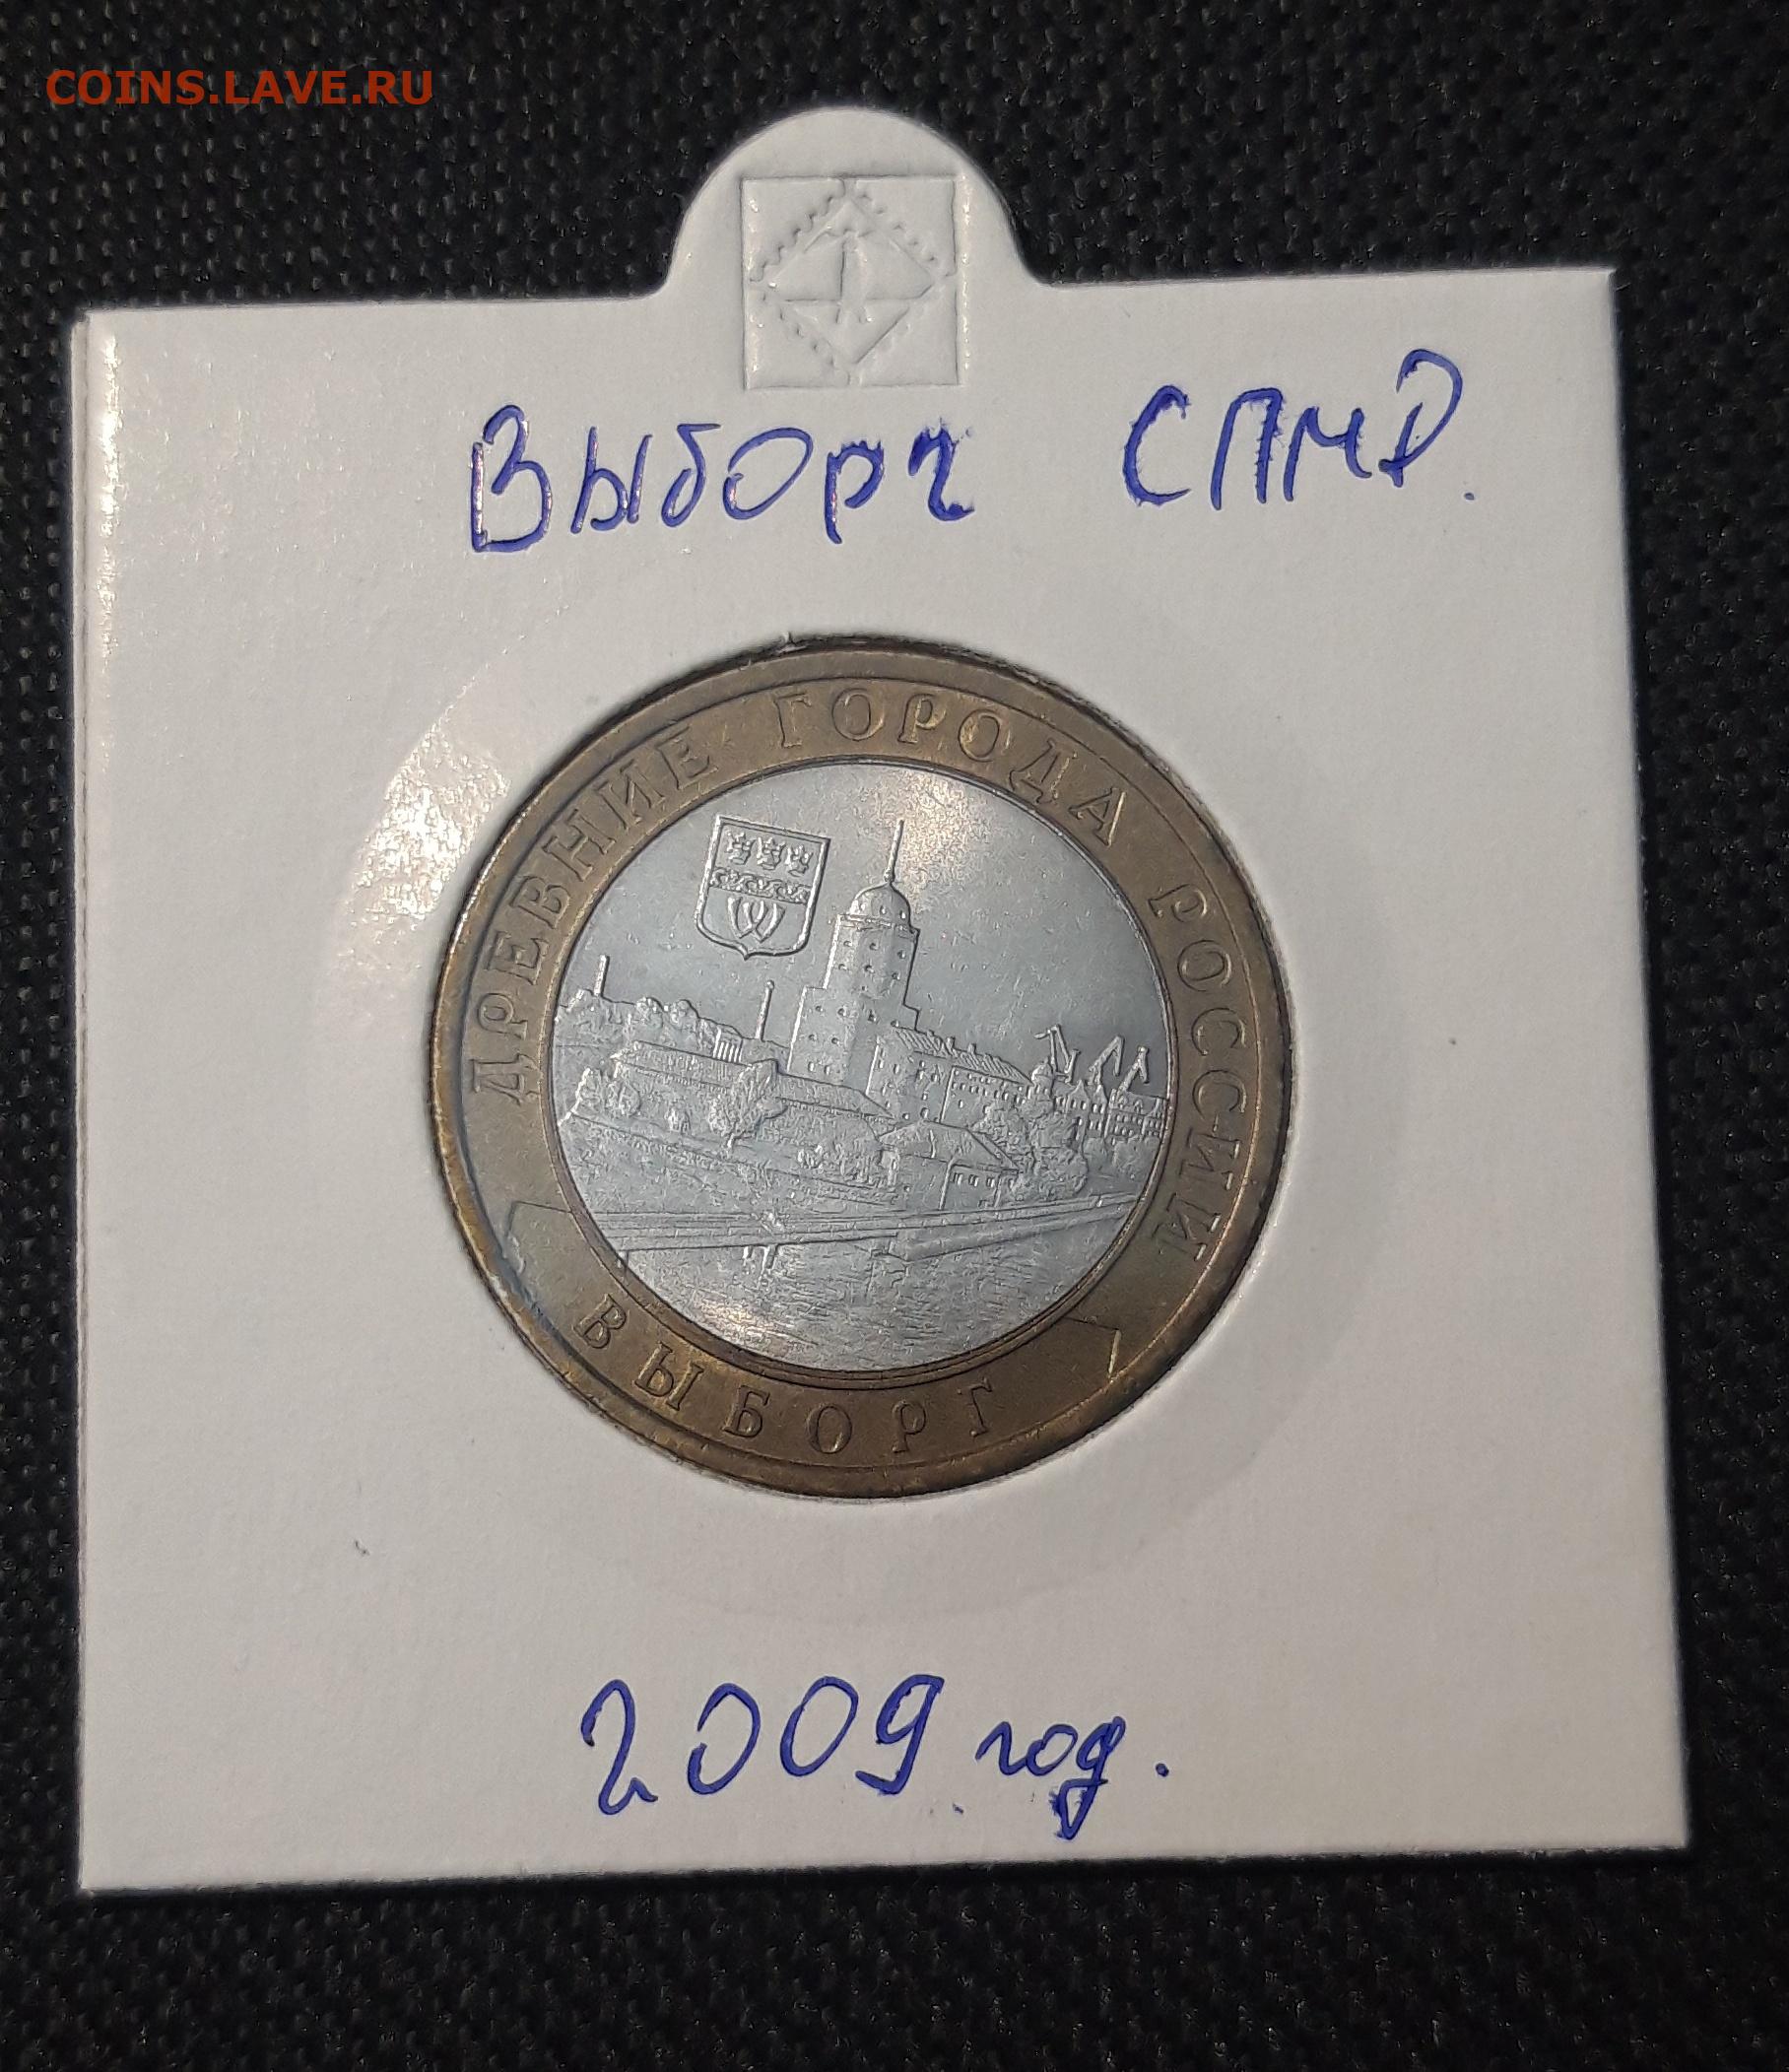 COINS.LAVE.RU
Выборг СПМД.
ДРЕВНИЕ ГОРОДА РОССИИ
ВЫБОРГ
2009 год.